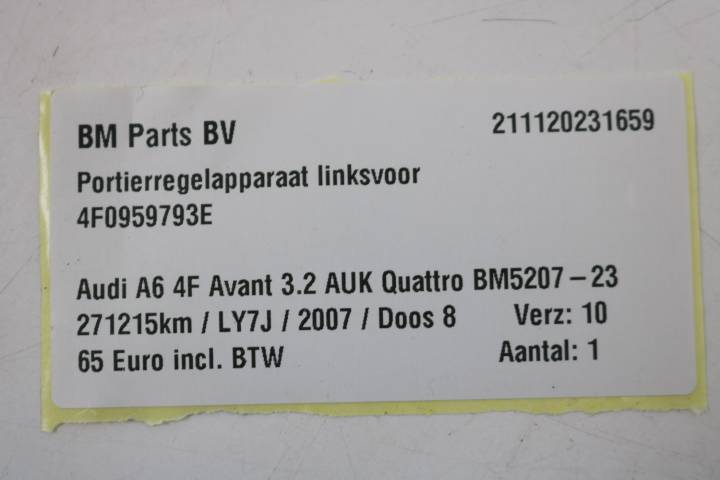 BM Parts BV 211120231659
Portierregelapparaat linksvoor
4F0959793E
Audi A6 4F Avant 3.2 AUK Quattro BM5207-23
271215km / LY7J / 2007 / Doos 8 Verz: 10
65 Euro incl. BTW Aantal: 1